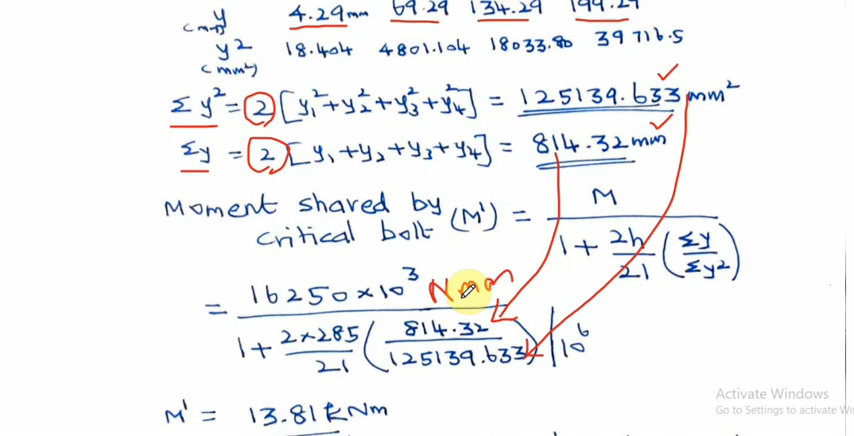 y 4.29mm 69.29 134.29 199.29
(mm)
y² 18.404 4801.104 18033.80 39716.5
(mm²)
Σy² = 2 [y₁² + y₂² + y₃² + y₄²] = 125139.633 mm²
Σy = 2 [y₁ + y₂ + y₃ + y₄] = 814.32 mm
Moment shared by critical bolt (M') = M / (1 + 2h/21 (Σy/Σy²))
= 16250 × 10³ Nmm / (1 + 2×285/21 (814.32/125139.633)) / 10⁶
M' = 13.81 kNm
Activate Windows
Go to Settings to activate Wi